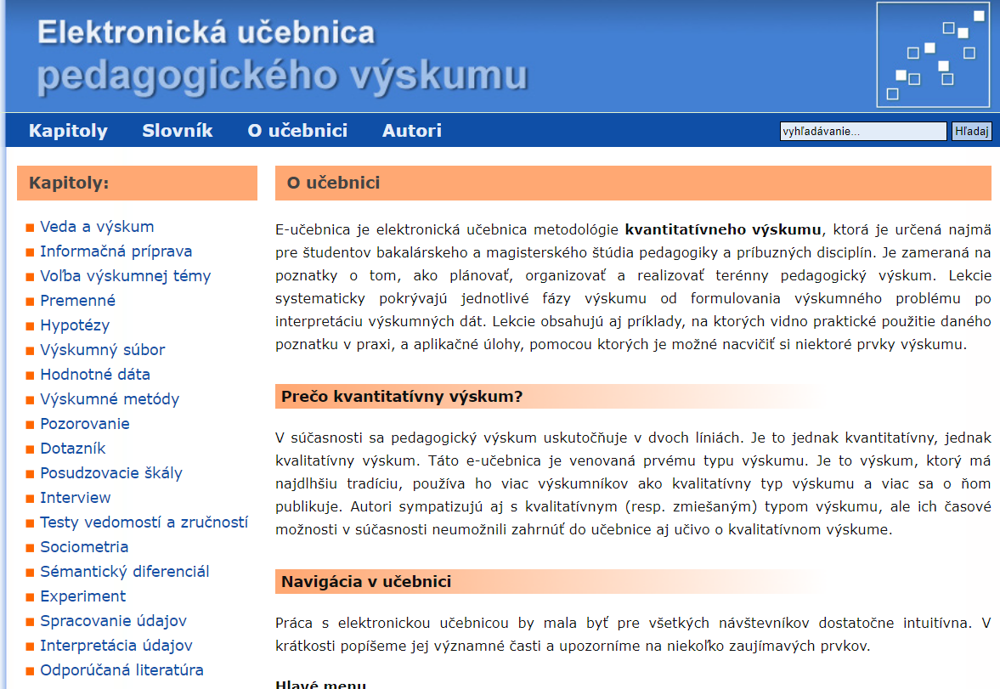 Elektronická učebnica
pedagogického výskumu
Kapitoly Slovník O učebnici Autori
vyhľadávanie... Hľadaj
Kapitoly:
Veda a výskum
Informačná príprava
Voľba výskumnej témy
Premenné
Hypotézy
Výskumný súbor
Hodnotné dáta
Výskumné metódy
Pozorovanie
Dotazník
Posudzovacie škály
Interview
Testy vedomostí a zručností
Sociometria
Sémantický diferenciál
Experiment
Spracovanie údajov
Interpretácia údajov
Odporúčaná literatúra
O učebnici
E-učebnica je elektronická učebnica metodológie kvantitatívneho výskumu, ktorá je určená najmä
pre študentov bakalárskeho a magisterského štúdia pedagogiky a príbuzných disciplín. Je zameraná na
poznatky o tom, ako plánovať, organizovať a realizovať terénny pedagogický výskum. Lekcie
systematicky pokrývajú jednotlivé fázy výskumu od formulovania výskumného problému po
interpretáciu výskumných dát. Lekcie obsahujú aj príklady, na ktorých vidno praktické použitie daného
poznatku v praxi, a aplikačné úlohy, pomocou ktorých je možné nacvičiť si niektoré prvky výskumu.
Prečo kvantitatívny výskum?
V súčasnosti sa pedagogický výskum uskutočňuje v dvoch líniách. Je to jednak kvantitatívny, jednak
kvalitatívny výskum. Táto e-učebnica je venovaná prvému typu výskumu. Je to výskum, ktorý má
najdlhšiu tradíciu, používa ho viac výskumníkov ako kvalitatívny typ výskumu a viac sa o ňom
publikuje. Autori sympatizujú aj s kvalitatívnym (resp. zmiešaným) typom výskumu, ale ich časové
možnosti v súčasnosti neumožnili zahrnúť do učebnice aj učivo o kvalitatívnom výskume.
Navigácia v učebnici
Práca s elektronickou učebnicou by mala byť pre všetkých návštevníkov dostatočne intuitívna. V
krátkosti popíšeme jej významné časti a upozorníme na niekoľko zaujímavých prvkov.
Hlavé menu